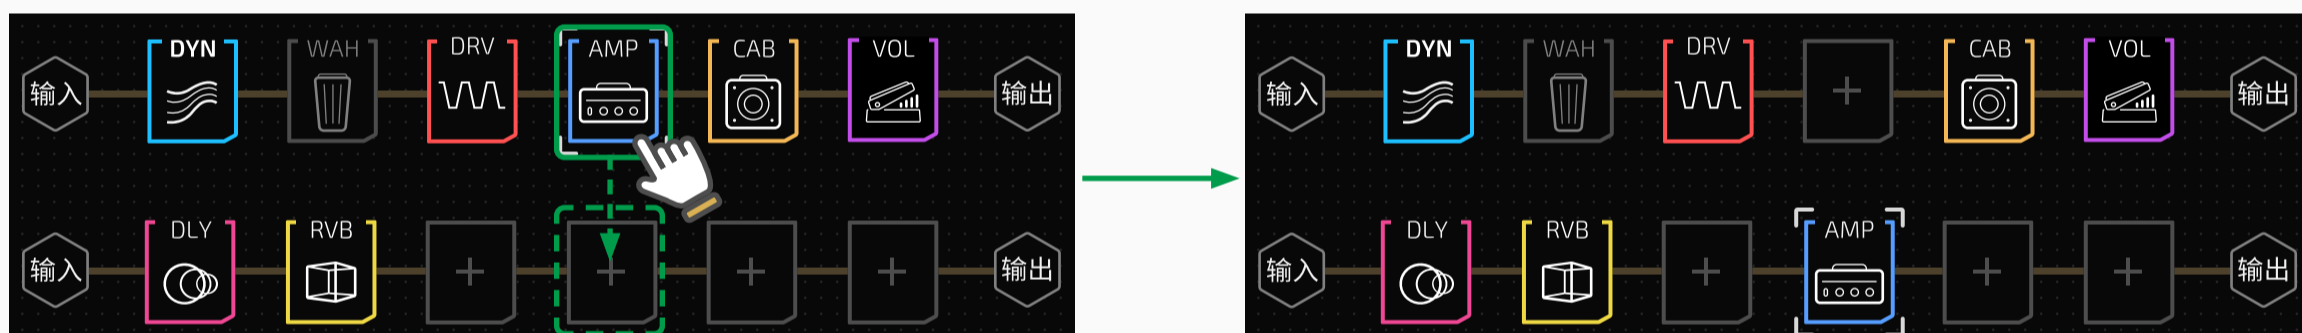 输入 DYN WAH DRV AMP CAB VOL 输出
输入 DLY RVB 输出
输入 DYN WAH DRV CAB VOL 输出
输入 DLY RVB AMP 输出